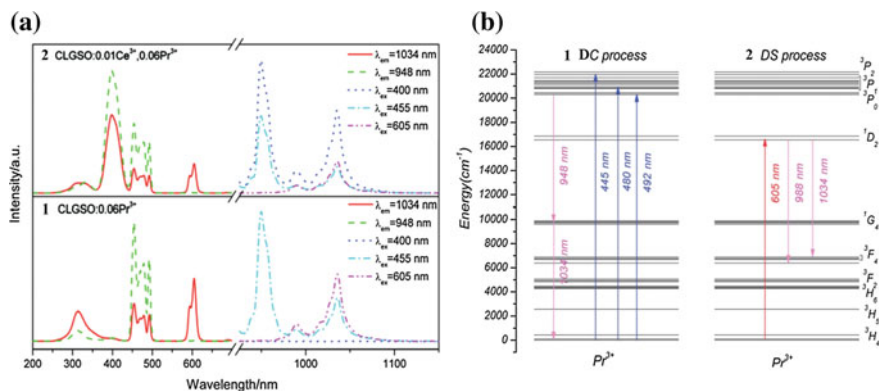 (a)
2 CLGSO:0.01Ce³⁺,0.06Pr³⁺
λem=1034 nm
λem=948 nm
λex=400 nm
λex=455 nm
λex=605 nm
1 CLGSO:0.06Pr³⁺
λem=1034 nm
λem=948 nm
λex=400 nm
λex=455 nm
λex=605 nm
Intensity/a.u.
200 300 400 500 600 1000 1100
Wavelength/nm
(b)
1 DC process
2 DS process
24000
22000
20000
18000
16000
14000
12000
10000
8000
6000
4000
2000
0
Energy(cm⁻¹)
948 nm
1034 nm
445 nm
480 nm
492 nm
605 nm
988 nm
1034 nm
³P₂
³P₁
³P₀
¹D₂
¹G₄
³F₄
³F₂
³H₆
³H₅
³H₄
Pr³⁺
Pr³⁺